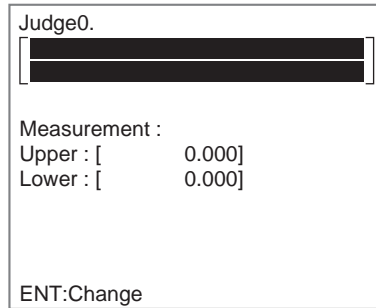 Judge0.
[ ]
Measurement :
Upper : [ 0.000]
Lower : [ 0.000]
ENT:Change